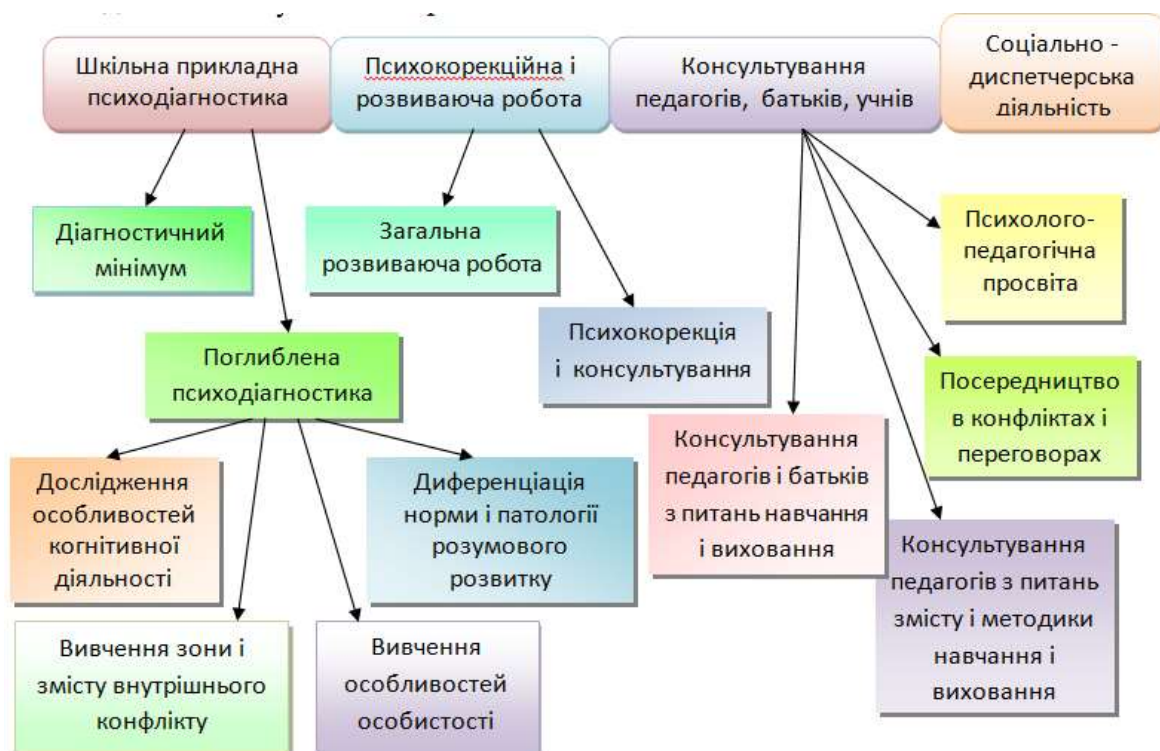 Шкільна прикладна
психодіагностика
Психокорекційна і
розвиваюча робота
Консультування
педагогів, батьків, учнів
Соціально -
диспетчерська
діяльність
Діагностичний
мінімум
Загальна
розвиваюча робота
Психолого-
педагогічна
просвіта
Психокорекція
і консультування
Поглиблена
психодіагностика
Посередництво
в конфліктах і
переговорах
Консультування
педагогів і батьків
з питань навчання
і виховання
Дослідження
особливостей
когнітивної
діяльності
Диференціація
норми і патології
розумового
розвитку
Консультування
педагогів з питань
змісту і методики
навчання і
виховання
Вивчення зони і
змісту внутрішнього
конфлікту
Вивчення
особливостей
особистості